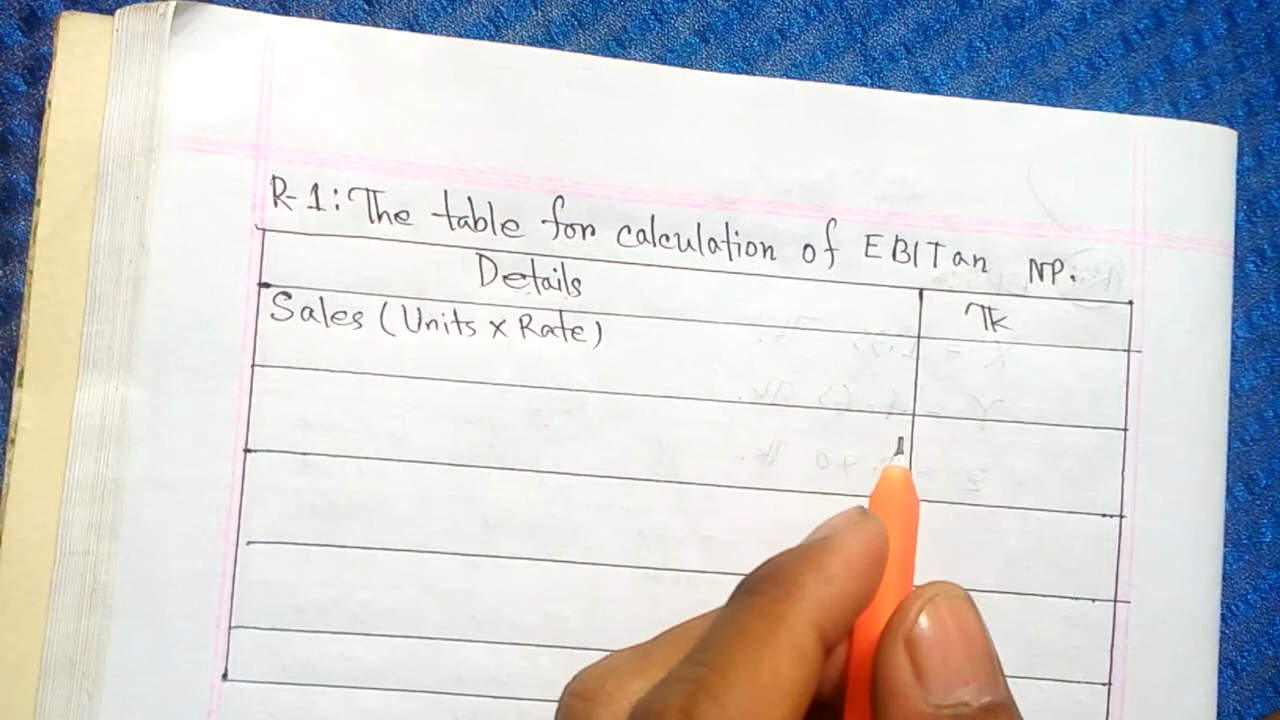 R-1: The table for calculation of EBIT an NP.
Details Tk
Sales (Units x Rate)